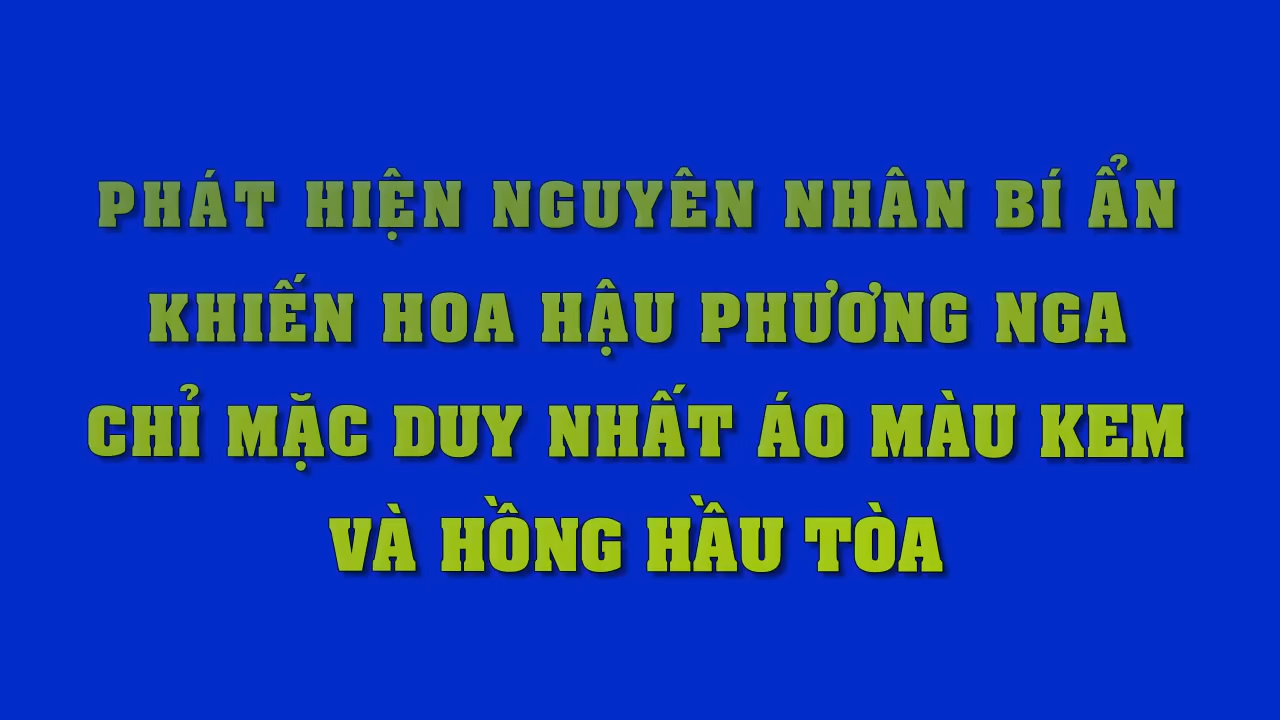 PHÁT HIỆN NGUYÊN NHÂN BÍ ẨN
KHIẾN HOA HẬU PHƯƠNG NGA
CHỈ MẶC DUY NHẤT ÁO MÀU KEM
VÀ HỒNG HẦU TÒA